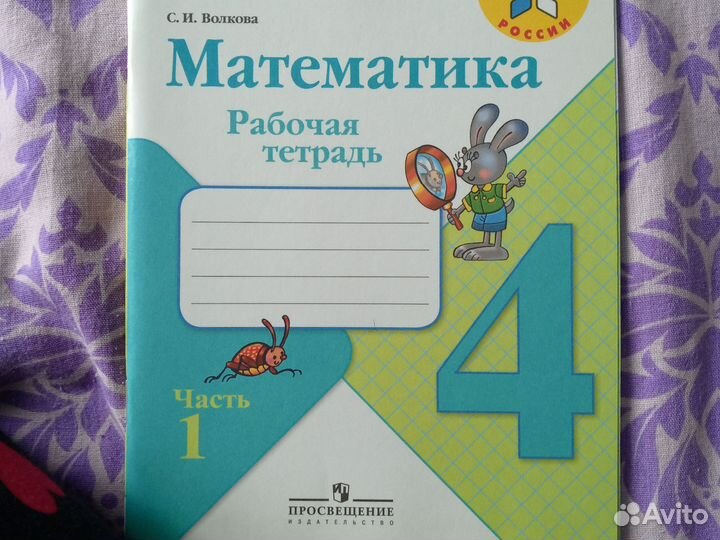 С. И. Волкова
РОССИИ
Математика
Рабочая
тетрадь
4
Часть
1
ПРОСВЕЩЕНИЕ
ИЗДАТЕЛЬСТВО
Avito